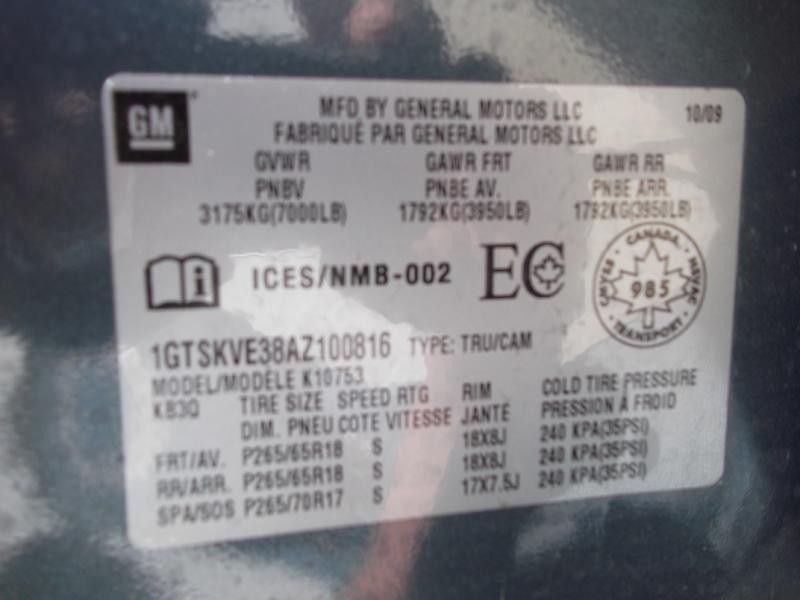 GM
MFD BY GENERAL MOTORS LLC 10/09
FABRIQUÉ PAR GENERAL MOTORS LLC
GVWR GAWR FRT GAWR RR
PNBV PNBE AV. PNBE ARR.
3175KG(7000LB) 1792KG(3950LB) 1792KG(3950LB)
ICES/NMB-002 EC
CANADA
985
TRANSPORT
1GTSKVE38AZ100816 TYPE: TRU/CAM
MODEL/MODÈLE K10753
KB3Q TIRE SIZE SPEED RTG RIM COLD TIRE PRESSURE
DIM. PNEU COTE VITESSE JANTE PRESSION À FROID
FRT/AV. P265/65R18 S 18X8J 240 KPA(35PSI)
RR/ARR. P265/65R18 S 18X8J 240 KPA(35PSI)
SPA/SOS P265/70R17 S 17X7.5J 240 KPA(35PSI)